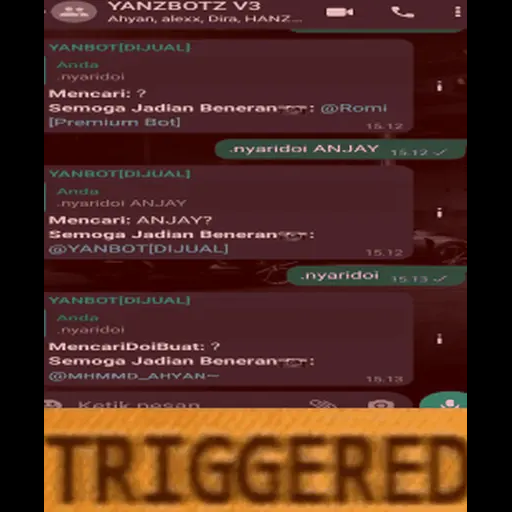 YANZBOTZ V3
Ahyan, alexx, Dira, HANZ...
YANBOT[DIJUAL]
Anda
.nyaridoi
Mencari: ?
Semoga Jadian Beneran : @Romi
[Premium Bot]
15.12
.nyaridoi ANJAY 15.12
YANBOT[DIJUAL]
Anda
.nyaridoi ANJAY
Mencari: ANJAY?
Semoga Jadian Beneran :
@YANBOT[DIJUAL]
15.12
.nyaridoi 15.13
YANBOT[DIJUAL]
Anda
.nyaridoi
MencariDoiBuat: ?
Semoga Jadian Beneran :
@MHMMD_AHYAN~
15.13
Ketik pesan
TRIGGERED